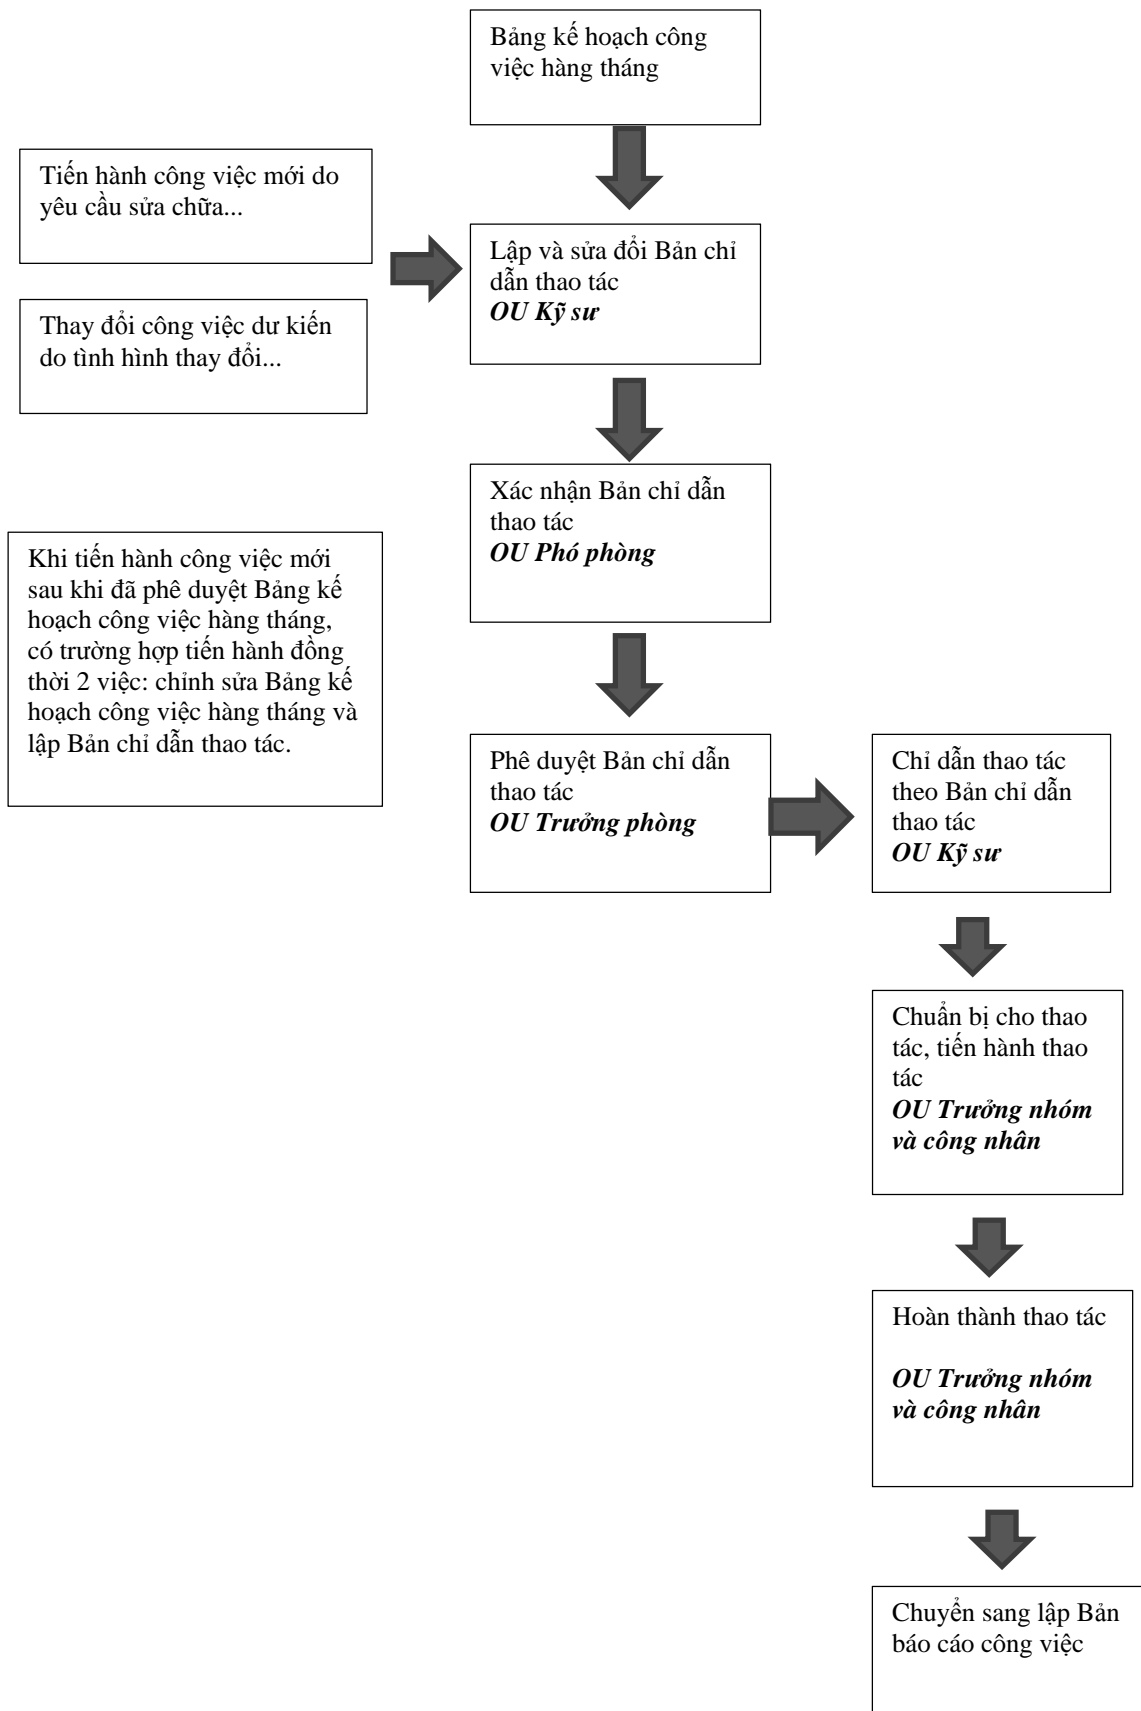 Bảng kế hoạch công
việc hàng tháng
Tiến hành công việc mới do
yêu cầu sửa chữa...
Lập và sửa đổi Bản chỉ
dẫn thao tác
OU Kỹ sư
Thay đổi công việc dư kiến
do tình hình thay đổi...
Xác nhận Bản chỉ dẫn
thao tác
OU Phó phòng
Khi tiến hành công việc mới
sau khi đã phê duyệt Bảng kế
hoạch công việc hàng tháng,
có trường hợp tiến hành đồng
thời 2 việc: chỉnh sửa Bảng kế
hoạch công việc hàng tháng và
lập Bản chỉ dẫn thao tác.
Phê duyệt Bản chỉ dẫn
thao tác
OU Trưởng phòng
Chỉ dẫn thao tác
theo Bản chỉ dẫn
thao tác
OU Kỹ sư
Chuẩn bị cho thao
tác, tiến hành thao
tác
OU Trưởng nhóm
và công nhân
Hoàn thành thao tác
OU Trưởng nhóm
và công nhân
Chuyển sang lập Bản
báo cáo công việc